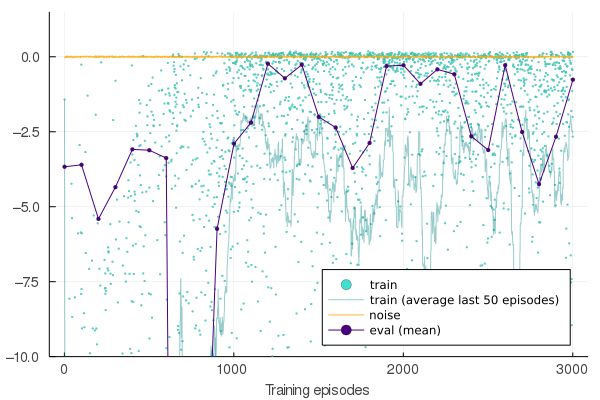 0.0
−2.5
−5.0
−7.5
−10.0
train
train (average last 50 episodes)
noise
eval (mean)
0 1000 2000 3000
Training episodes